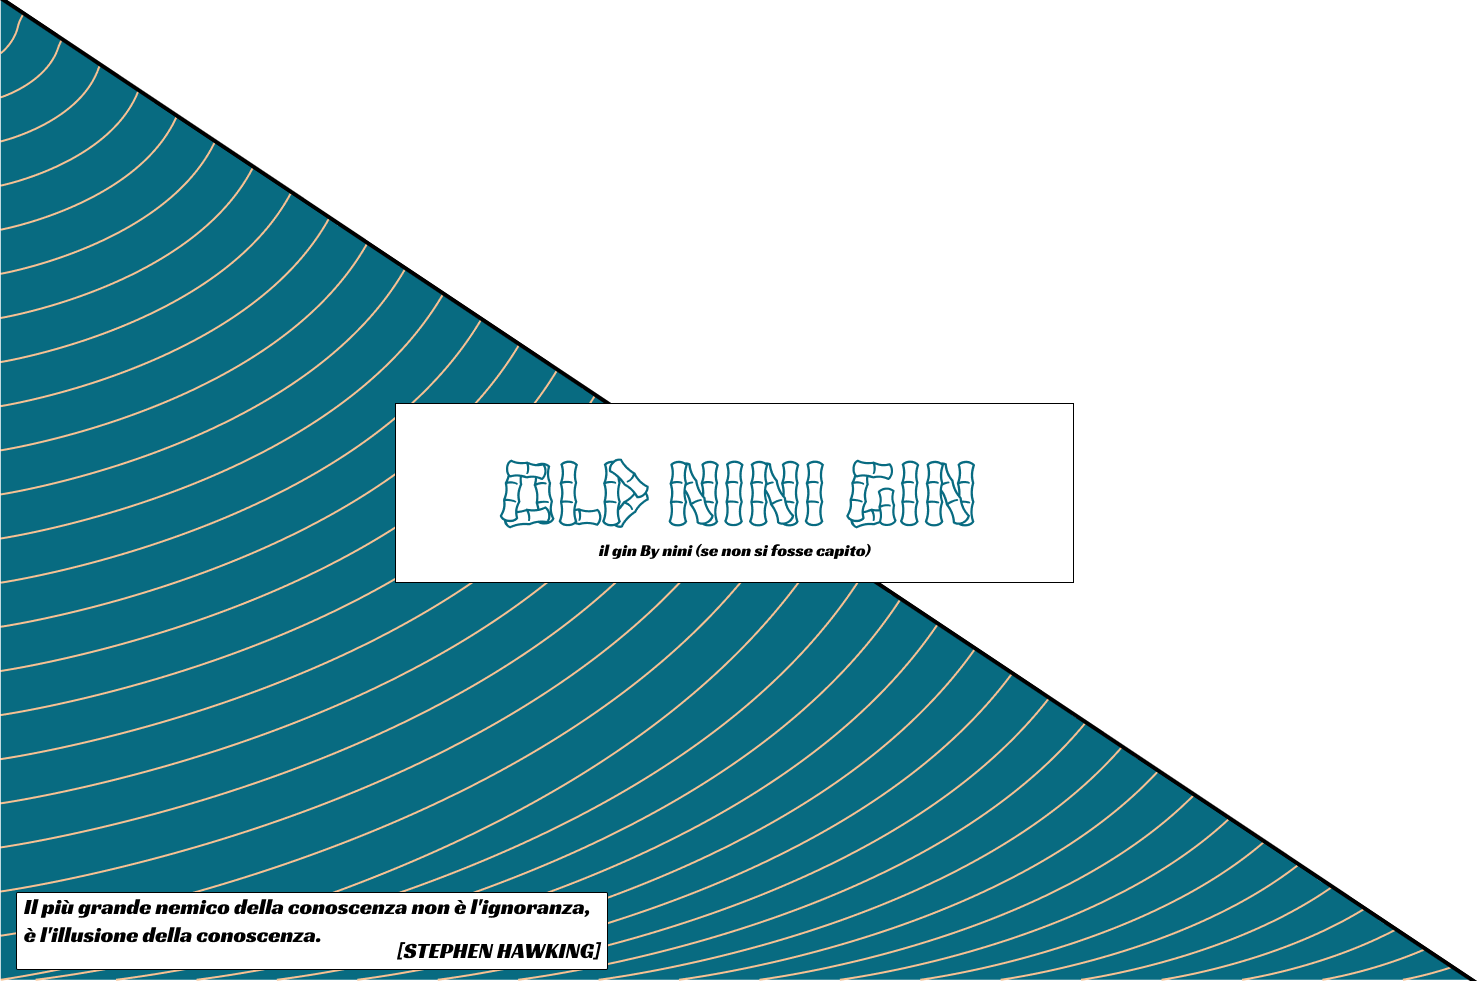 OLD NINI GIN
il gin By nini (se non si fosse capito)
Il più grande nemico della conoscenza non è l'ignoranza,
è l'illusione della conoscenza.
[STEPHEN HAWKING]